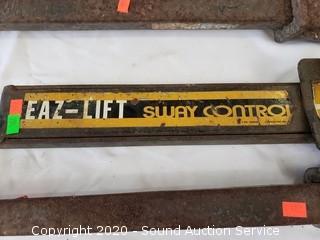 EAZ-LIFT SWAY CONTROL
Copyright 2020 - Sound Auction Service